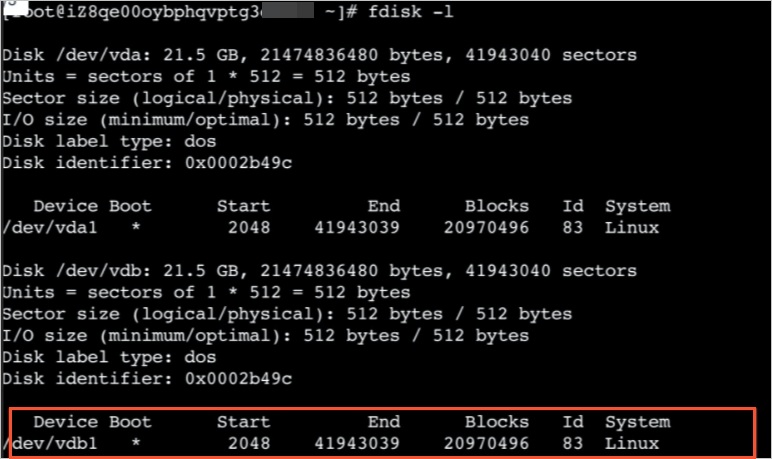 root@iZ8qe00oybphqvptg3 ~]# fdisk -l
Disk /dev/vda: 21.5 GB, 21474836480 bytes, 41943040 sectors
Units = sectors of 1 * 512 = 512 bytes
Sector size (logical/physical): 512 bytes / 512 bytes
I/O size (minimum/optimal): 512 bytes / 512 bytes
Disk label type: dos
Disk identifier: 0x0002b49c
Device Boot Start End Blocks Id System
/dev/vda1 * 2048 41943039 20970496 83 Linux
Disk /dev/vdb: 21.5 GB, 21474836480 bytes, 41943040 sectors
Units = sectors of 1 * 512 = 512 bytes
Sector size (logical/physical): 512 bytes / 512 bytes
I/O size (minimum/optimal): 512 bytes / 512 bytes
Disk label type: dos
Disk identifier: 0x0002b49c
Device Boot Start End Blocks Id System
/dev/vdb1 * 2048 41943039 20970496 83 Linux